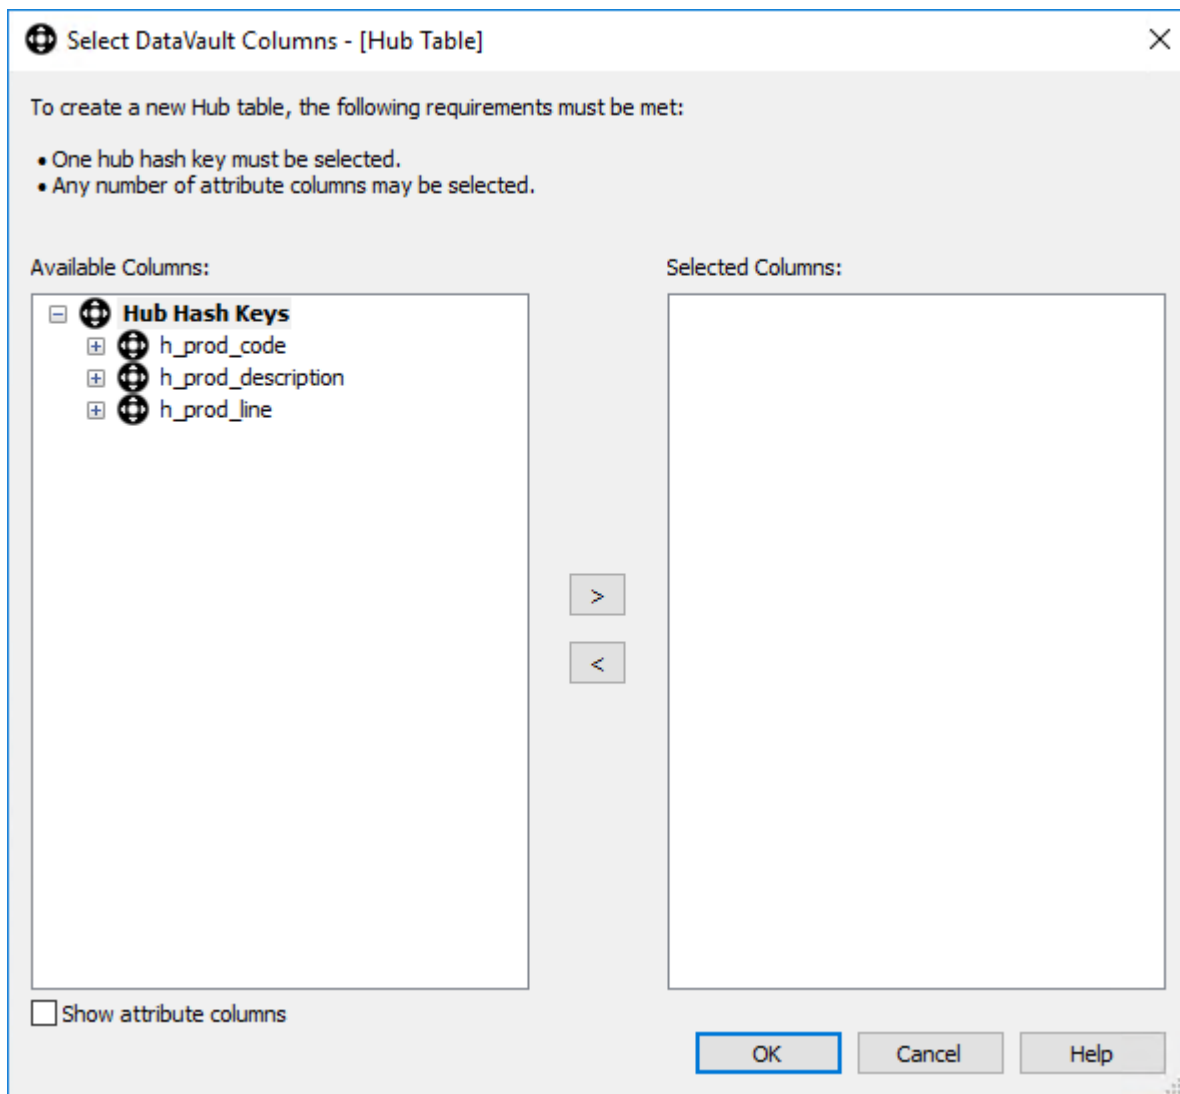 Select DataVault Columns - [Hub Table]
To create a new Hub table, the following requirements must be met:
• One hub hash key must be selected.
• Any number of attribute columns may be selected.
Available Columns:
Selected Columns:
Hub Hash Keys
h_prod_code
h_prod_description
h_prod_line
>
<
Show attribute columns
OK
Cancel
Help